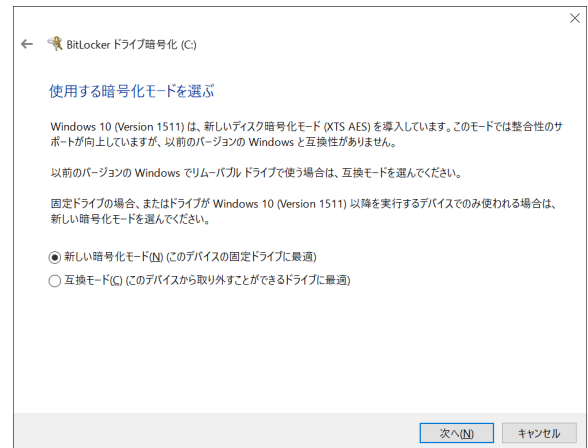 BitLocker ドライブ暗号化 (C:)
使用する暗号化モードを選ぶ
Windows 10 (Version 1511) は、新しいディスク暗号化モード (XTS AES) を導入しています。このモードでは整合性のサ
ポートが向上していますが、以前のバージョンの Windows と互換性がありません。
以前のバージョンの Windows でリムーバブル ドライブで使う場合は、互換モードを選んでください。
固定ドライブの場合、またはドライブが Windows 10 (Version 1511) 以降を実行するデバイスでのみ使われる場合は、
新しい暗号化モードを選んでください。
新しい暗号化モード(N) (このデバイスの固定ドライブに最適)
互換モード(C) (このデバイスから取り外すことができるドライブに最適)
次へ(N) キャンセル